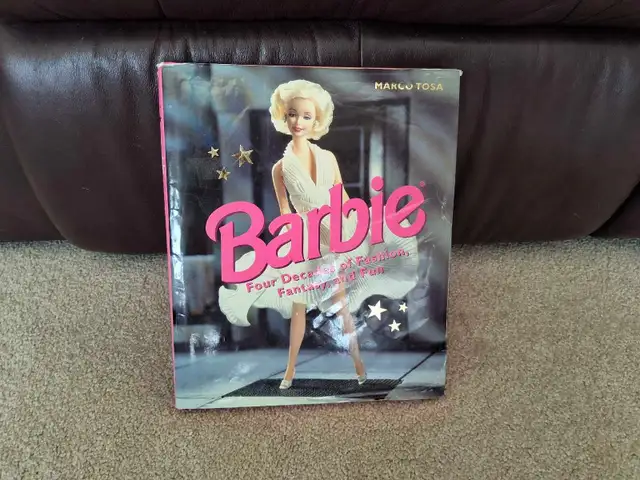 MARCO TOSA
Barbie®
Four Decades of Fashion,
Fantasy, and Fun